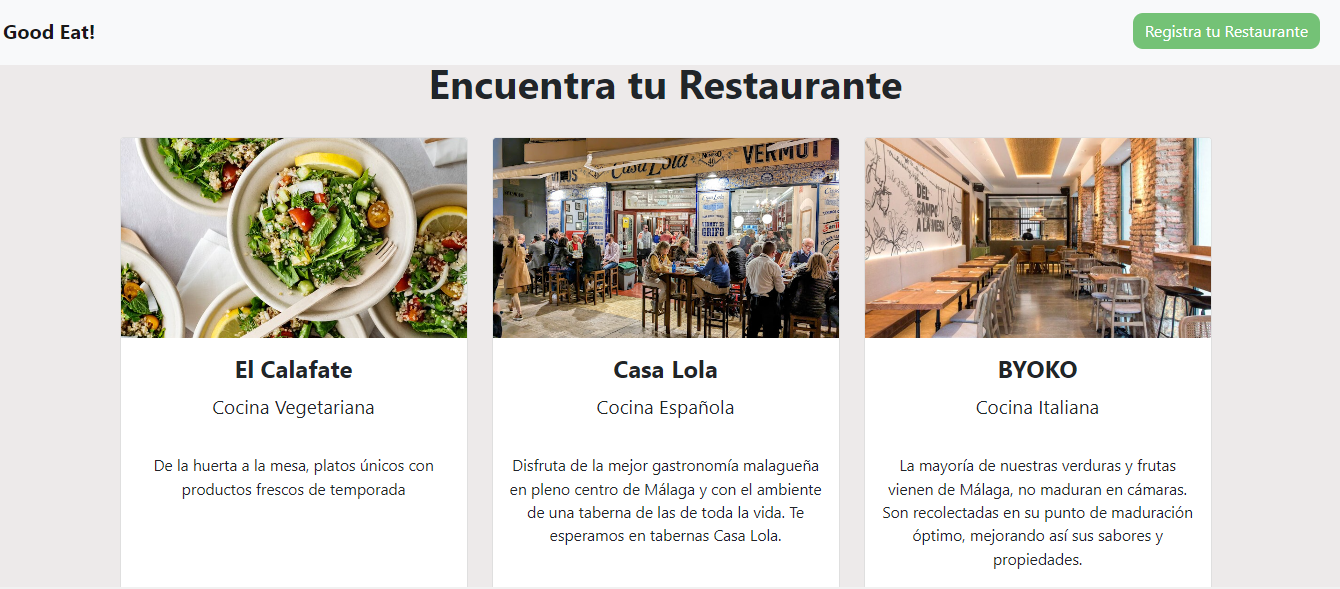 Good Eat!
Registra tu Restaurante
Encuentra tu Restaurante
Casa Lola
VERMUT
VERMUT
DE
GRIFO
DEL
CAMPO
A LA MESA
El Calafate
Cocina Vegetariana
De la huerta a la mesa, platos únicos con
productos frescos de temporada
Casa Lola
Cocina Española
Disfruta de la mejor gastronomía malagueña
en pleno centro de Málaga y con el ambiente
de una taberna de las de toda la vida. Te
esperamos en tabernas Casa Lola.
BYOKO
Cocina Italiana
La mayoría de nuestras verduras y frutas
vienen de Málaga, no maduran en cámaras.
Son recolectadas en su punto de maduración
óptimo, mejorando así sus sabores y
propiedades.